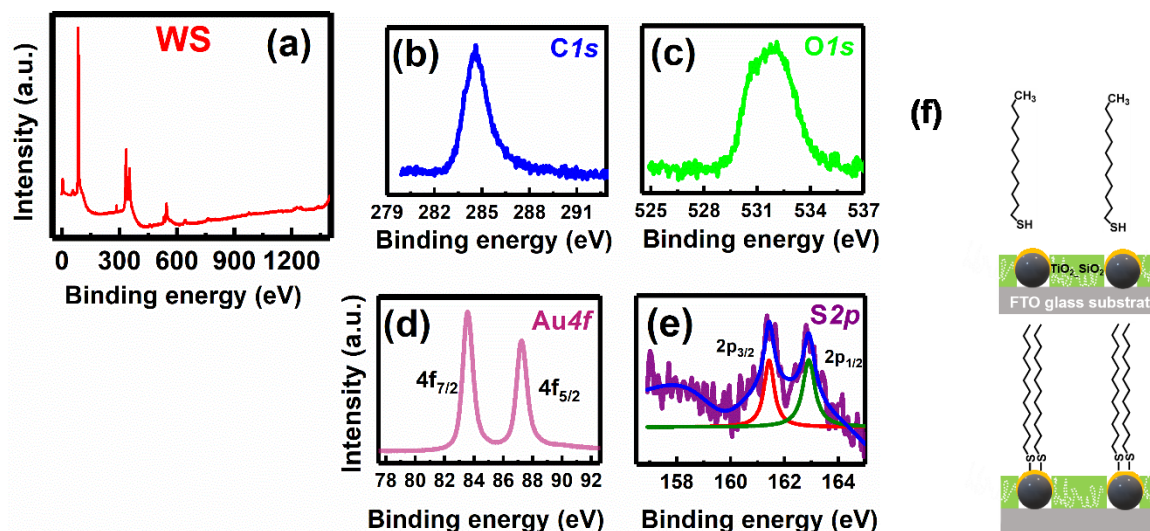 (a)
WS
Intensity (a.u.)
0 300 600 900 1200
Binding energy (eV)
(b)
C1s
279 282 285 288 291
Binding energy (eV)
(c)
O1s
525 528 531 534 537
Binding energy (eV)
(d)
Au4f
4f7/2
4f5/2
Intensity (a.u.)
78 80 82 84 86 88 90 92
Binding energy (eV)
(e)
S2p
2p3/2
2p1/2
158 160 162 164
Binding energy (eV)
(f)
CH3 CH3
SH SH
TiO2_SiO2
FTO glass substrat
S S S S